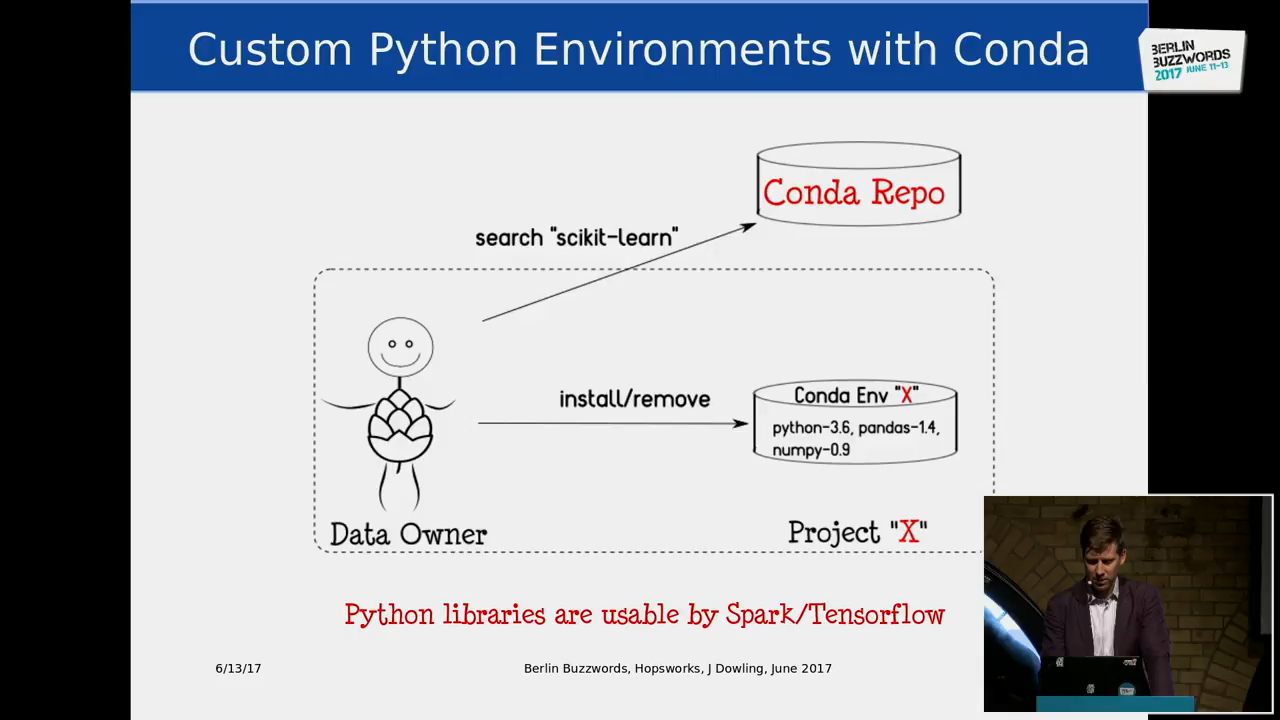 Custom Python Environments with Conda
BERLIN
BUZZWORDS
2017 JUNE 11-13
Conda Repo
search "scikit-learn"
install/remove
Conda Env "X"
python-3.6, pandas-1.4,
numpy-0.9
Data Owner
Project "X"
Python libraries are usable by Spark/Tensorflow
6/13/17
Berlin Buzzwords, Hopsworks, J Dowling, June 2017